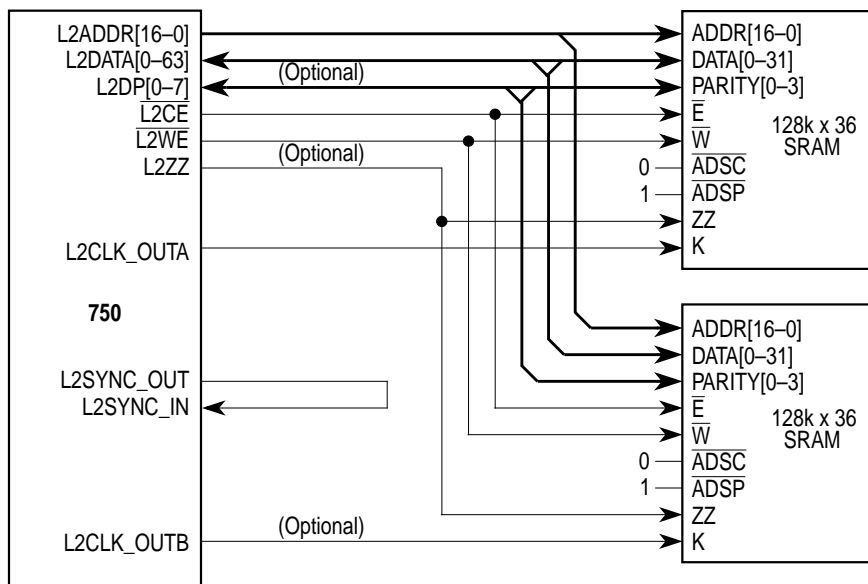 L2ADDR[16–0]
L2DATA[0–63]
(Optional)
L2DP[0–7]
L2CE
L2WE
(Optional)
L2ZZ
L2CLK_OUTA
750
L2SYNC_OUT
L2SYNC_IN
(Optional)
L2CLK_OUTB
ADDR[16–0]
DATA[0–31]
PARITY[0–3]
E
W
128k x 36
SRAM
0 ADSC
1 ADSP
ZZ
K
ADDR[16–0]
DATA[0–31]
PARITY[0–3]
E
W
128k x 36
SRAM
0 ADSC
1 ADSP
ZZ
K